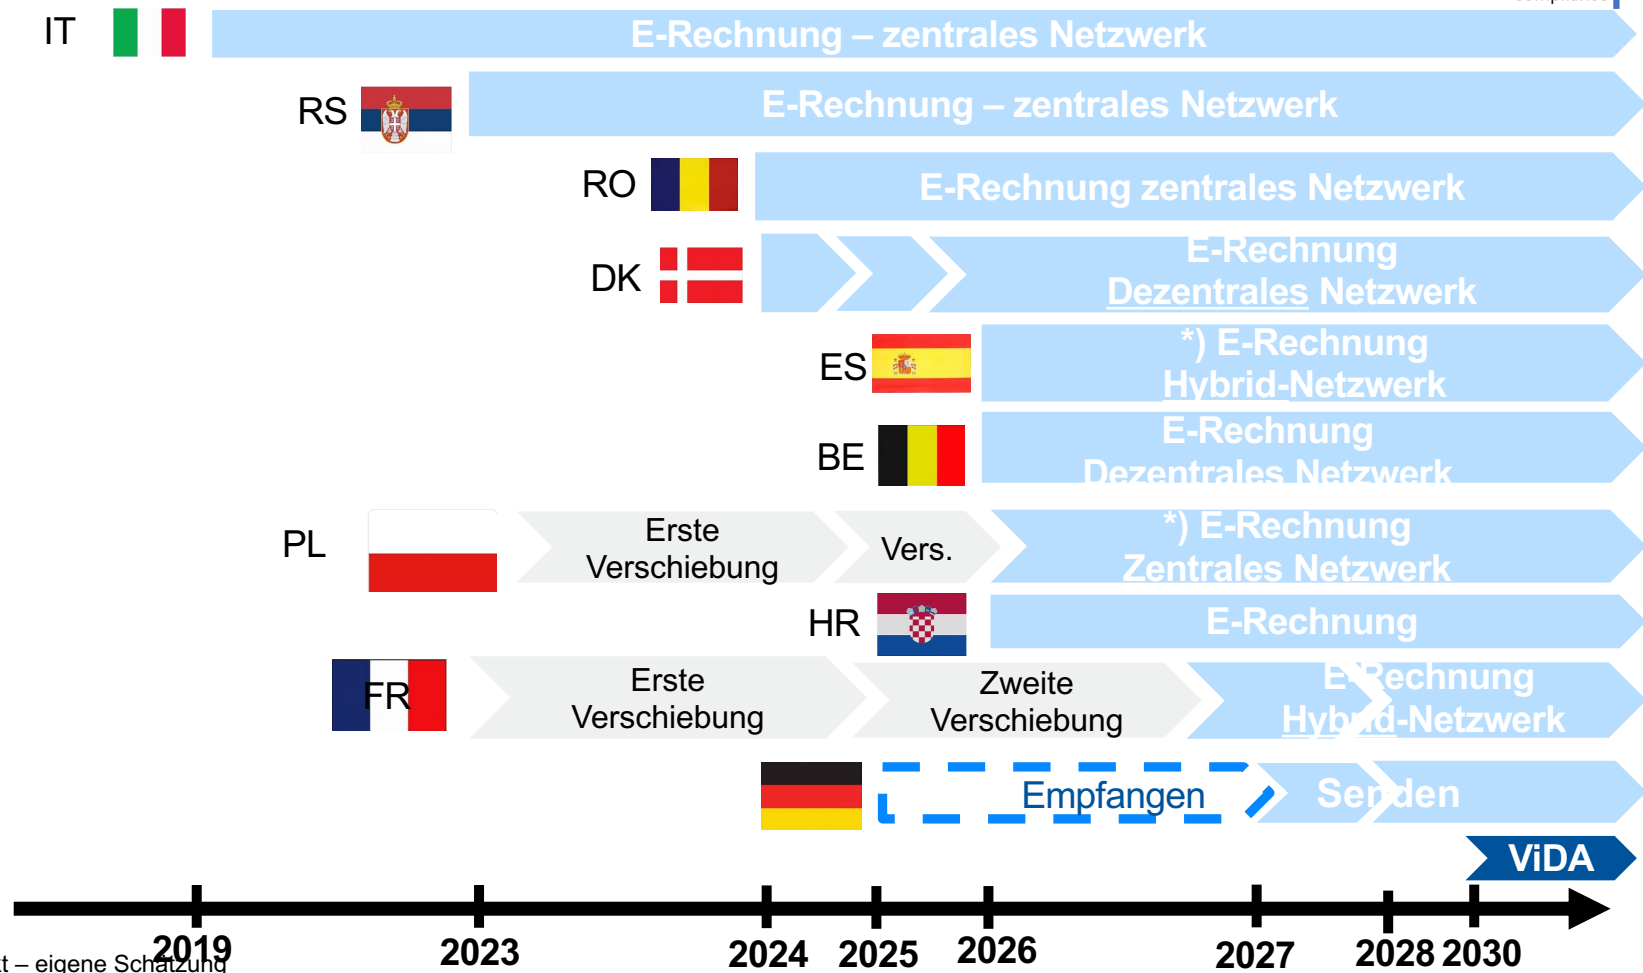 IT
E-Rechnung – zentrales Netzwerk
RS
E-Rechnung – zentrales Netzwerk
RO
E-Rechnung zentrales Netzwerk
DK
E-Rechnung
Dezentrales Netzwerk
ES
*) E-Rechnung
Hybrid-Netzwerk
BE
E-Rechnung
Dezentrales Netzwerk
PL
Erste
Verschiebung
Vers.
*) E-Rechnung
Zentrales Netzwerk
HR
E-Rechnung
FR
Erste
Verschiebung
Zweite
Verschiebung
E-Rechnung
Hybrid-Netzwerk
Empfangen
Senden
ViDA
2019
2023
2024
2025
2026
2027
2028
2030
– eigene Schätzung